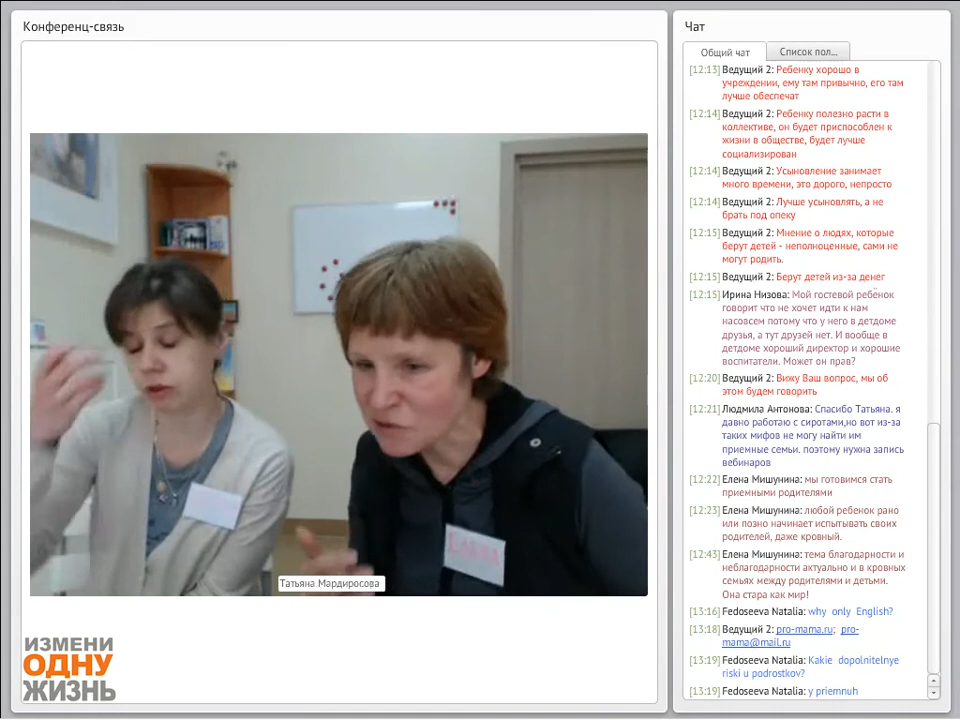 Конференц-связь
Татьяна Мардиросова
ИЗМЕНИ
ОДНУ
ЖИЗНЬ
Чат
Общий чат
Список пол...
[12:13] Ведущий 2: Ребенку хорошо в
учреждении, ему там привычно, его там
лучше обеспечат
[12:14] Ведущий 2: Ребенку полезно расти в
коллективе, он будет приспособлен к
жизни в обществе, будет лучше
социализирован
[12:14] Ведущий 2: Усыновление занимает
много времени, это дорого, непросто
[12:14] Ведущий 2: Лучше усыновлять, а не
брать под опеку
[12:15] Ведущий 2: Мнение о людях, которые
берут детей - неполноценные, сами не
могут родить.
[12:15] Ведущий 2: Берут детей из-за денег
[12:15] Ирина Низова: Мой гостевой ребёнок
говорит что не хочет идти к нам
насовсем потому что у него в детдоме
друзья, а тут друзей нет. И вообще в
детдоме хороший директор и хорошие
воспитатели. Может он прав?
[12:20] Ведущий 2: Вижу Ваш вопрос, мы об
этом будем говорить
[12:21] Людмила Антонова: Спасибо Татьяна. я
давно работаю с сиротами,но вот из-за
таких мифов не могу найти им
приемные семьи. поэтому нужна запись
вебинаров
[12:22] Елена Мишунина: мы готовимся стать
приемными родителями
[12:23] Елена Мишунина: любой ребенок рано
или поздно начинает испытывать своих
родителей, даже кровный.
[12:43] Елена Мишунина: тема благодарности и
неблагодарности актуально и в кровных
семьях между родителями и детьми.
Она стара как мир!
[13:16] Fedoseeva Natalia: why only English?
[13:18] Ведущий 2: pro-mama.ru; pro-
mama@mail.ru
[13:19] Fedoseeva Natalia: Kakie dopolnitelnye
riski u podrostkov?
[13:19] Fedoseeva Natalia: y priemnuh